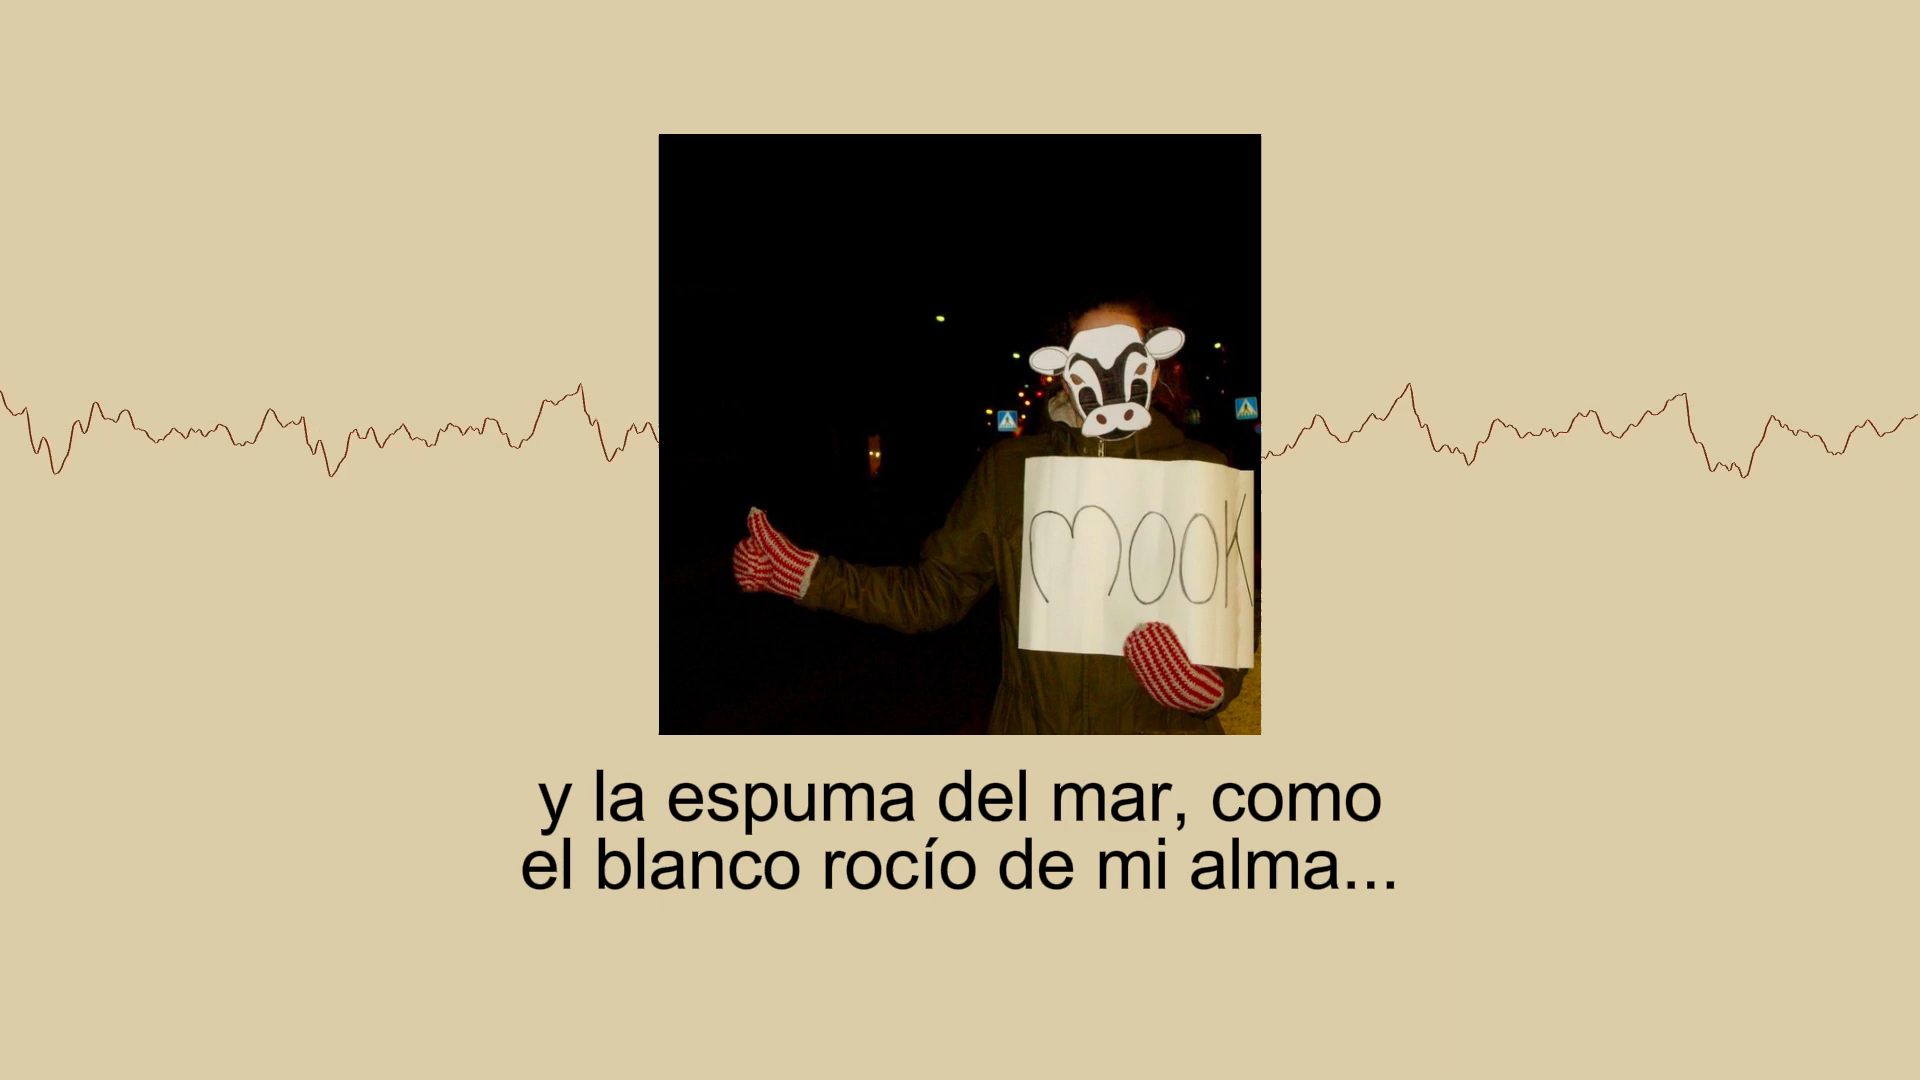 mook
y la espuma del mar, como
el blanco rocío de mi alma...